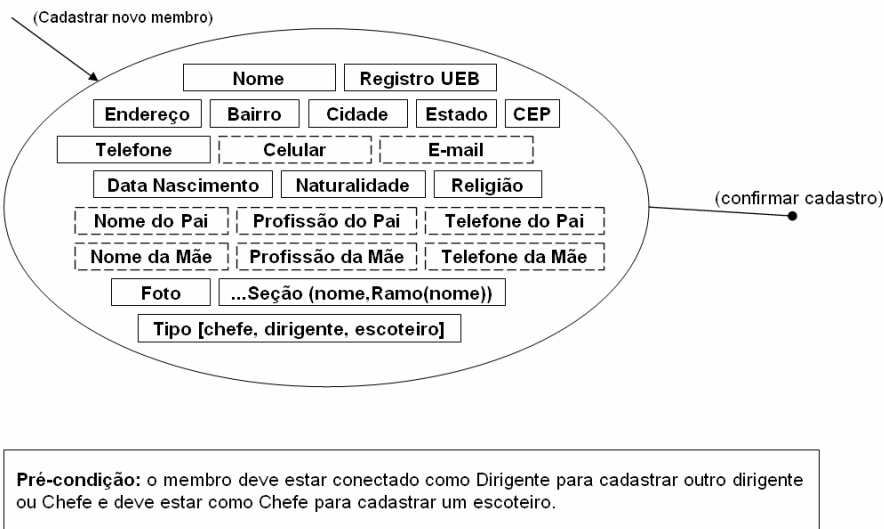 (Cadastrar novo membro)
Nome Registro UEB
Endereço Bairro Cidade Estado CEP
Telefone Celular E-mail
Data Nascimento Naturalidade Religião
(confirmar cadastro)
Nome do Pai Profissão do Pai Telefone do Pai
Nome da Mãe Profissão da Mãe Telefone da Mãe
Foto ...Seção (nome,Ramo(nome))
Tipo [chefe, dirigente, escoteiro]
Pré-condição: o membro deve estar conectado como Dirigente para cadastrar outro dirigente
ou Chefe e deve estar como Chefe para cadastrar um escoteiro.